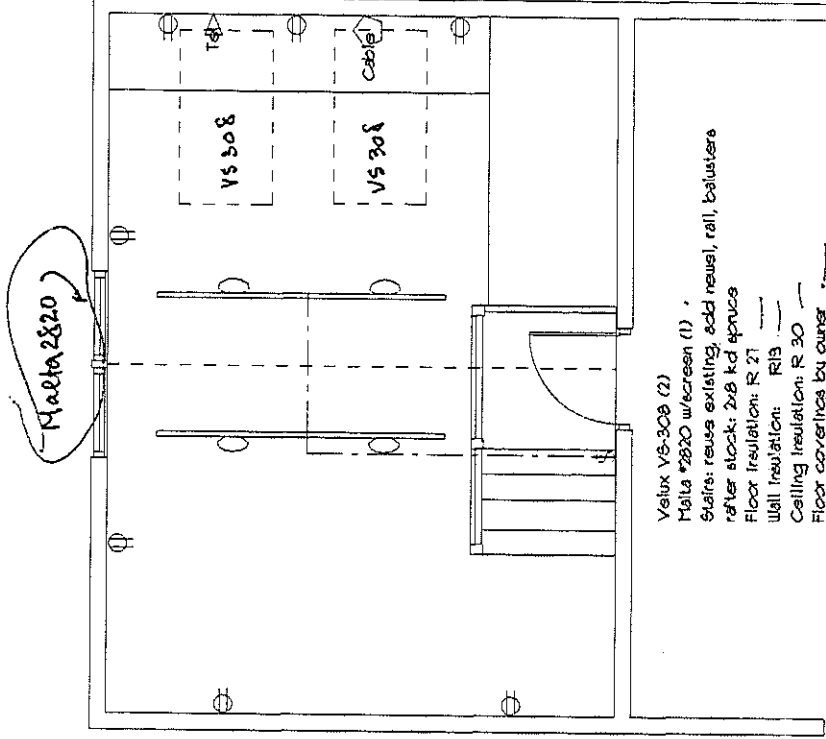 Malta 2820
Tel
Cable
VS 308
VS 308
Velux VS-308 (2)
Malta #2820 w/screen (1)
Stairs: reuse existing, add newel, rail, balusters
rafter stock: 2x8 kd spruce
Floor Insulation: R 27
Wall Insulation: R19
Ceiling Insulation: R 30
Floor coverings by owner